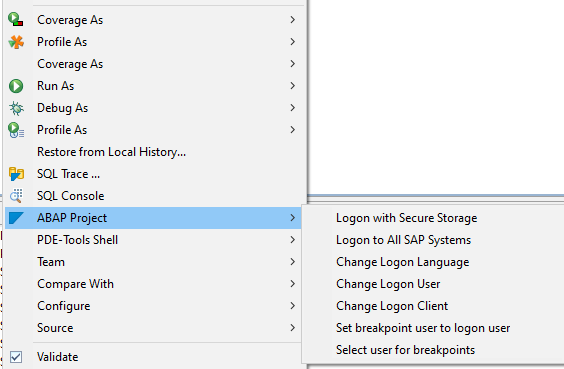 Coverage As
Profile As
Coverage As
Run As
Debug As
Profile As
Restore from Local History...
SQL Trace ...
SQL Console
ABAP Project
PDE-Tools Shell
Team
Compare With
Configure
Source
Validate
Logon with Secure Storage
Logon to All SAP Systems
Change Logon Language
Change Logon User
Change Logon Client
Set breakpoint user to logon user
Select user for breakpoints